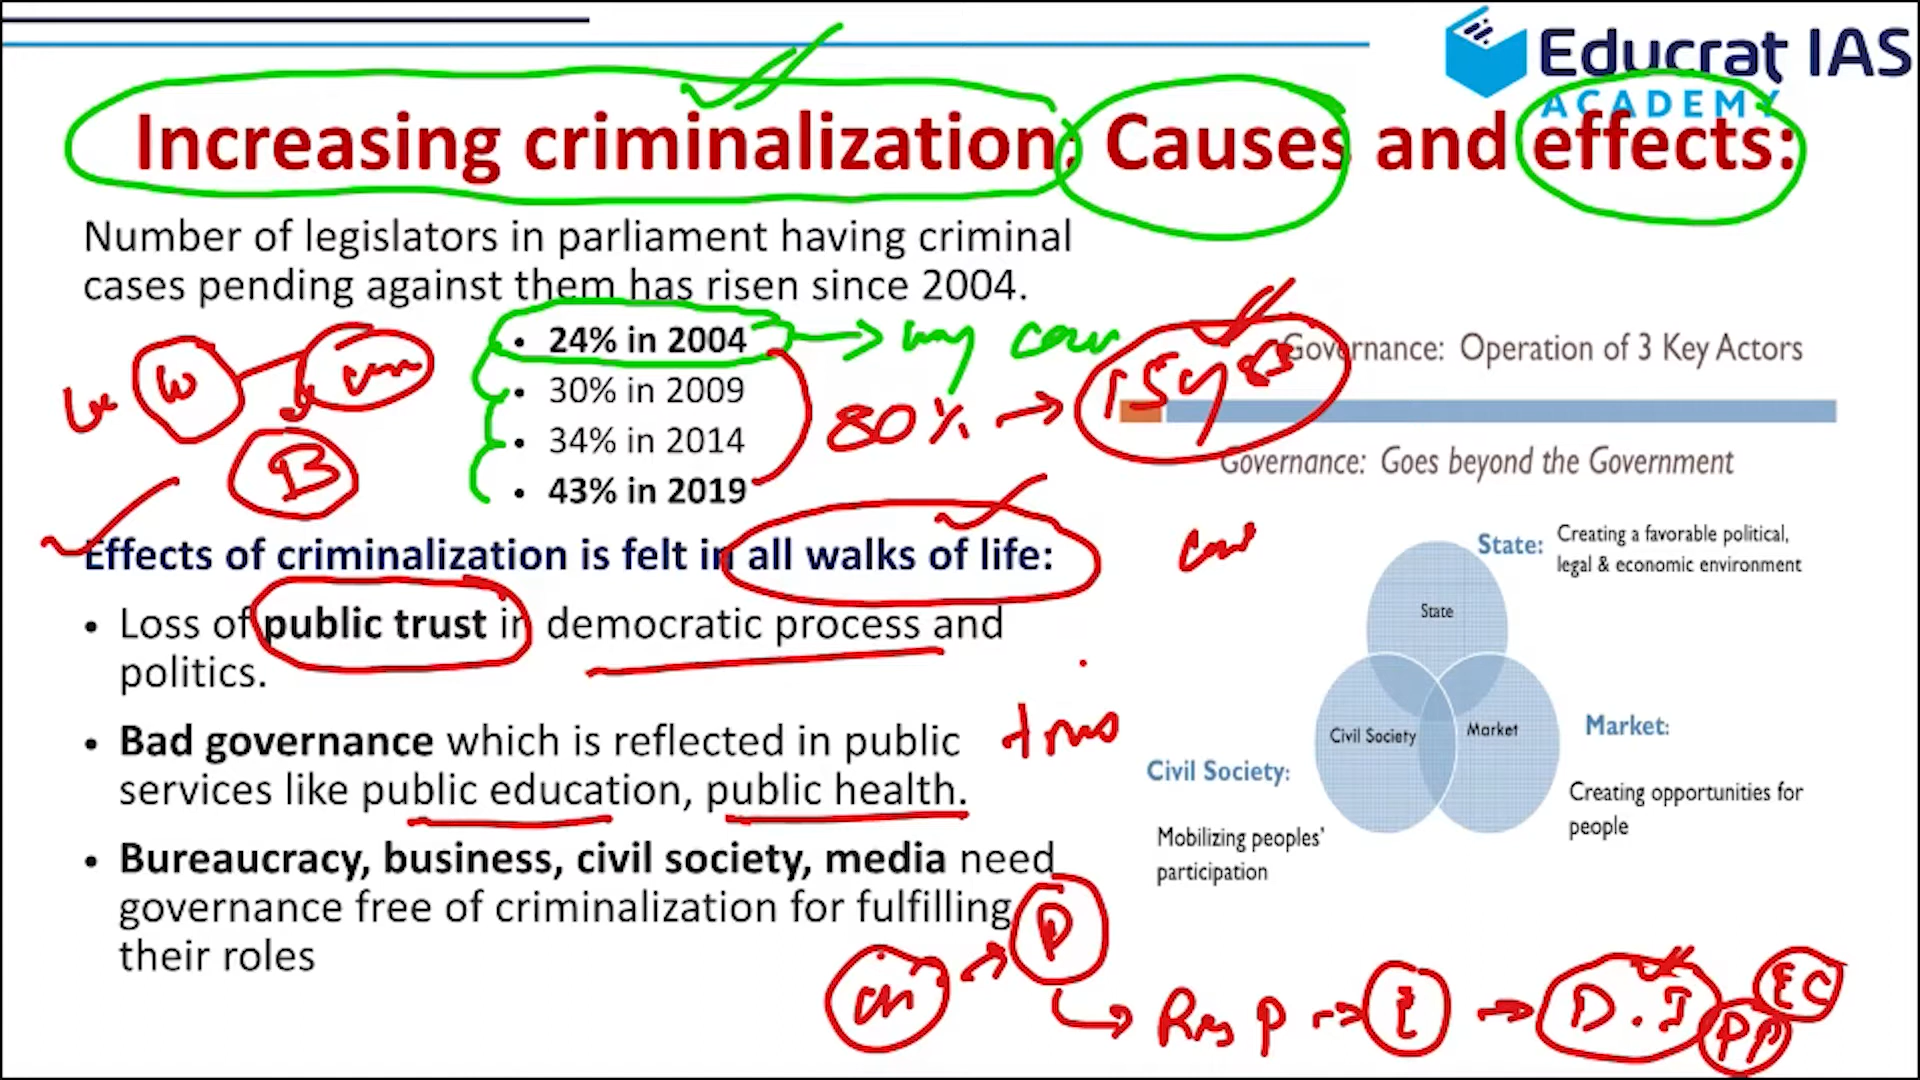 Educrat IAS
ACADEMY
Increasing criminalization: Causes and effects:
Number of legislators in parliament having criminal
cases pending against them has risen since 2004.
• 24% in 2004
• 30% in 2009
• 34% in 2014
• 43% in 2019
80%
W
B
Effects of criminalization is felt in all walks of life:
• Loss of public trust in democratic process and
politics.
• Bad governance which is reflected in public
services like public education, public health.
• Bureaucracy, business, civil society, media need
governance free of criminalization for fulfilling
their roles
Governance: Operation of 3 Key Actors
Governance: Goes beyond the Government
State: Creating a favorable political,
legal & economic environment
State
Civil Society
Market
Market:
Creating opportunities for
people
Civil Society:
Mobilizing peoples'
participation
P
D.J
EC
PP